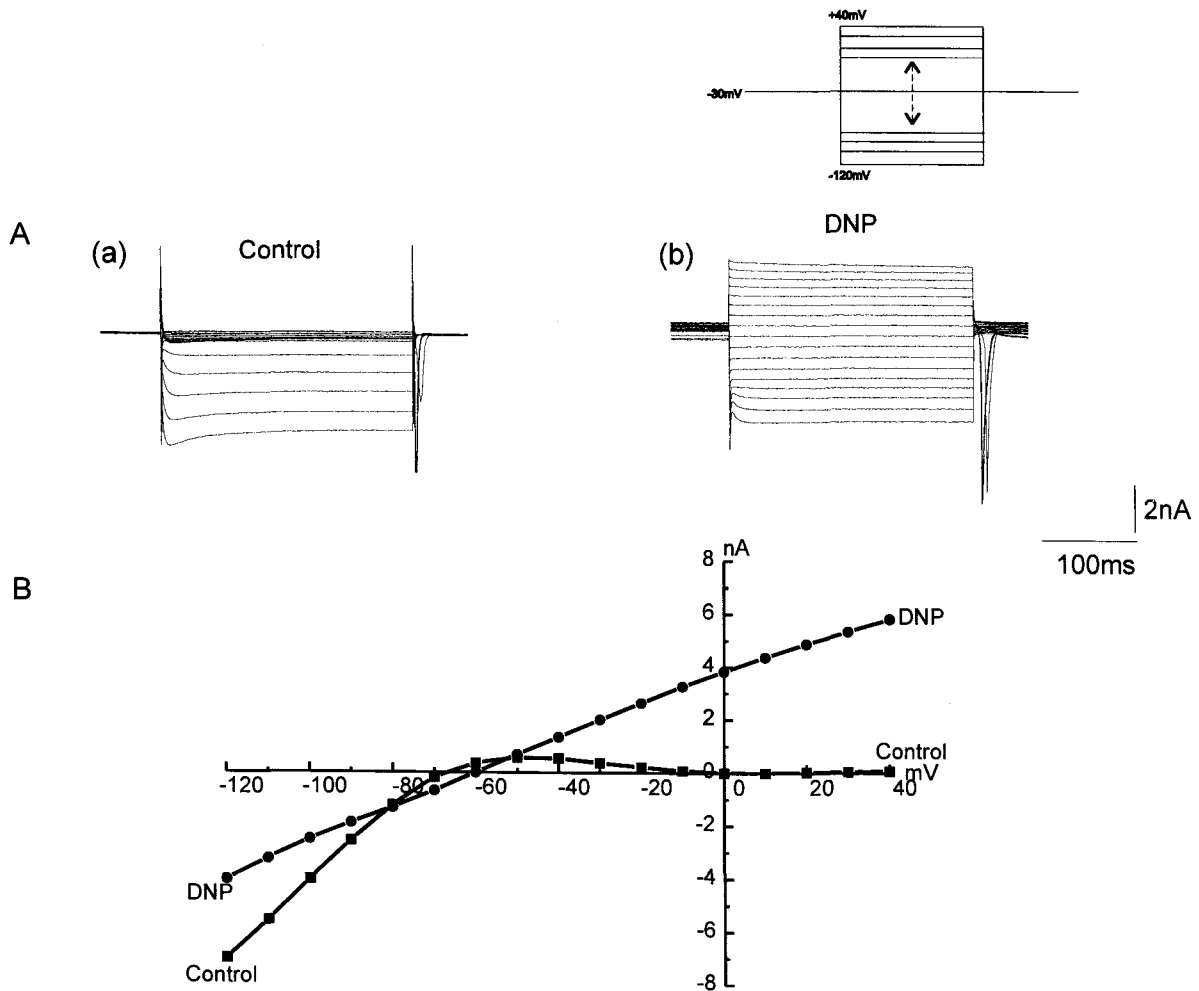 +40mV
-30mV
-120mV
A
(a)
Control
(b)
DNP
2nA
100ms
B
8
nA
6
DNP
4
2
Control
-120
-100
-80
-60
-40
-20
0
0
20
40
mV
-2
DNP
-4
-6
Control
-8